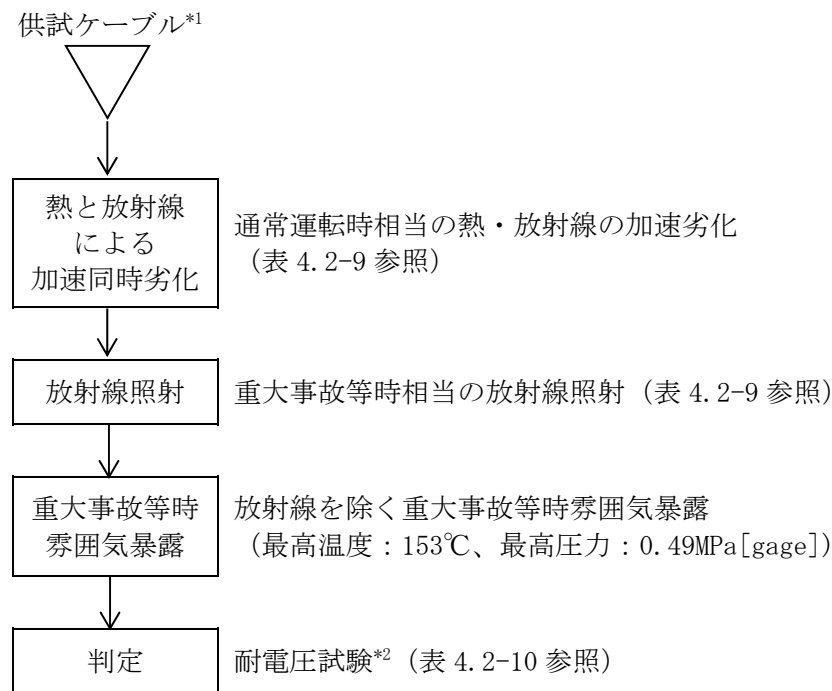 供試ケーブル*1
熱と放射線
による
加速同時劣化
通常運転時相当の熱・放射線の加速劣化
（表 4.2-9 参照）
放射線照射
重大事故等時相当の放射線照射（表 4.2-9 参照）
重大事故等時
雰囲気暴露
放射線を除く重大事故等時雰囲気暴露
（最高温度：153℃、最高圧力：0.49MPa[gage]）
判定
耐電圧試験*2（表 4.2-10 参照）